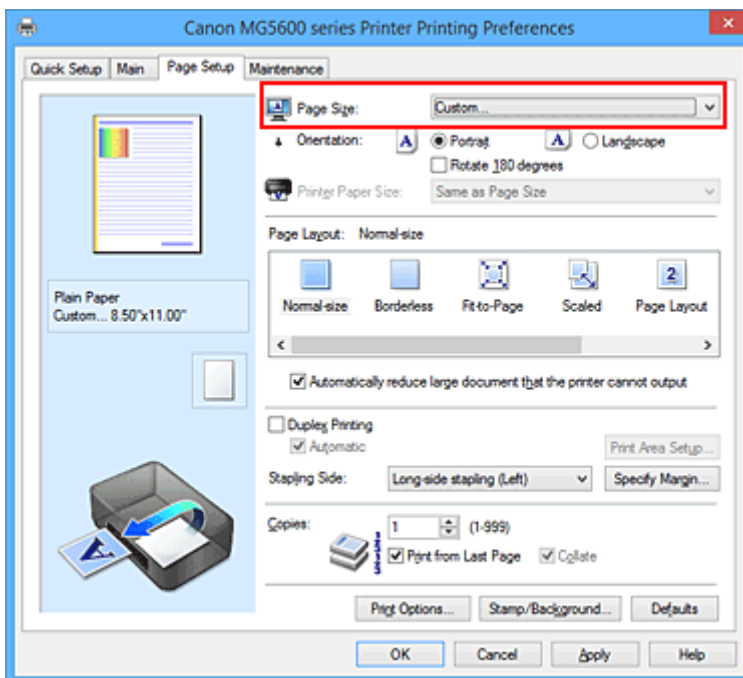 Canon MG5600 series Printer Printing Preferences
Quick Setup Main Page Setup Maintenance
Page Size: Custom...
Orientation: A Portrait A Landscape
Rotate 180 degrees
Printer Paper Size: Same as Page Size
Page Layout: Normal-size
Normal-size Borderless Fit-to-Page Scaled Page Layout
Plain Paper
Custom... 8.50"x11.00"
Automatically reduce large document that the printer cannot output
Duplex Printing
Automatic Print Area Setup...
Stapling Side: Long-side stapling (Left) Specify Margin...
Copies: 1 (1-999)
Print from Last Page Collate
Print Options... Stamp/Background... Defaults
OK Cancel Apply Help